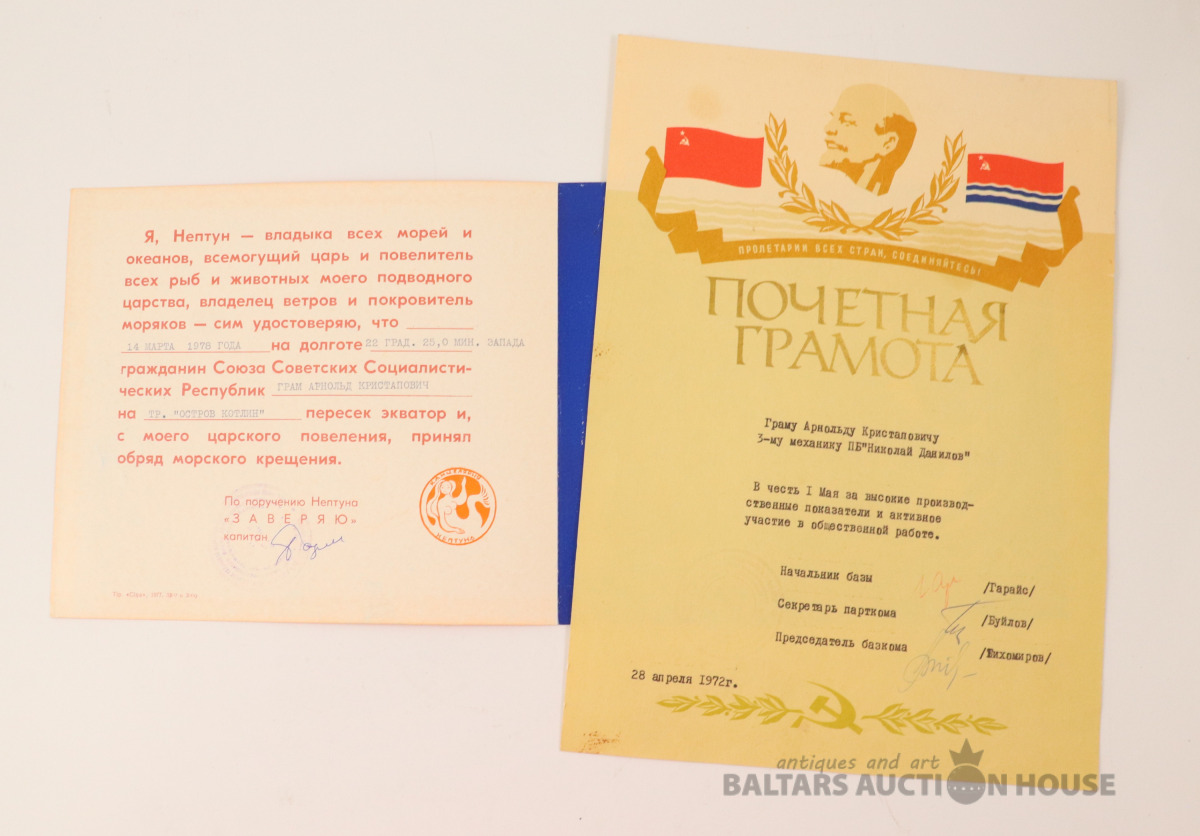 Я, Нептун — владыка всех морей и
океанов, всемогущий царь и повелитель
всех рыб и животных моего подводного
царства, владелец ветров и покровитель
моряков — сим удостоверяю, что
14 МАРТА 1978 ГОДА на долготе 22 ГРАД. 25,0 МИН. ЗАПАДА
гражданин Союза Советских Социалисти-
ческих Республик ГРАМ АРНОЛЬД КРИСТАПОВИЧ
на ТР. "ОСТРОВ КОТЛИН" пересек экватор и,
с моего царского повеления, принял
обряд морского крещения.
По поручению Нептуна
«ЗАВЕРЯЮ»
капитан
НЕПТУНА
ПРОЛЕТАРИИ ВСЕХ СТРАН, СОЕДИНЯЙТЕСЬ!
ПОЧЕТНАЯ
ГРАМОТА
Граму Арнольду Кристаповичу
3-му механику ПБ"Николай Данилов"
В честь I Мая за высокие производ-
ственные показатели и активное
участие в общественной работе.
Начальник базы /Гарайс/
Секретарь парткома /Буйлов/
Председатель базкома /Тихомиров/
28 апреля 1972г.
antiques and art
BALTARS AUCTION HOUSE